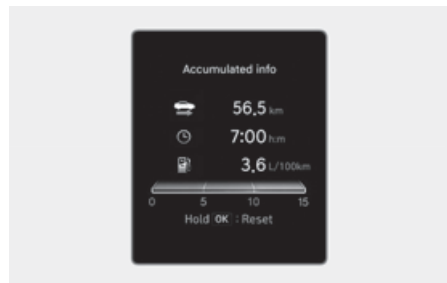 Accumulated info
56.5 km
7:00 h:m
3.6 L/100km
0 5 10 15
Hold OK : Reset